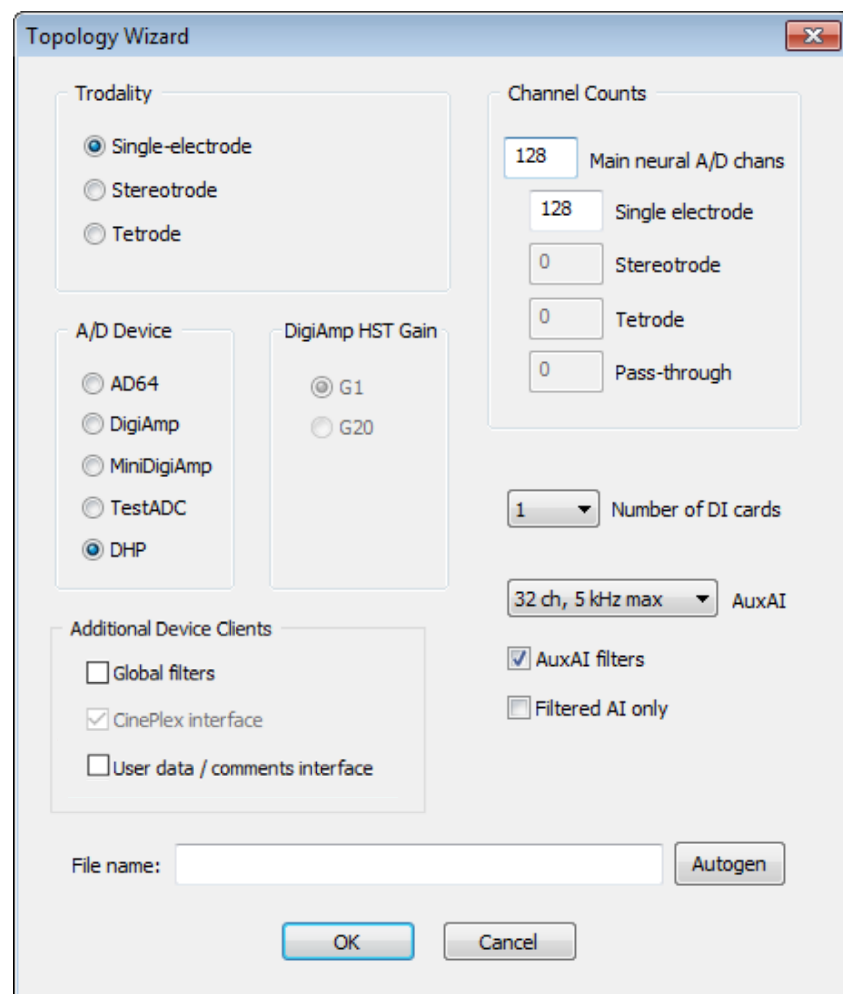 Topology Wizard
Trodality
Single-electrode
Stereotrode
Tetrode
Channel Counts
128 Main neural A/D chans
128 Single electrode
0 Stereotrode
0 Tetrode
0 Pass-through
A/D Device
AD64
DigiAmp
MiniDigiAmp
TestADC
DHP
DigiAmp HST Gain
G1
G20
1 Number of DI cards
32 ch, 5 kHz max AuxAI
AuxAI filters
Filtered AI only
Additional Device Clients
Global filters
CinePlex interface
User data / comments interface
File name: Autogen
OK Cancel